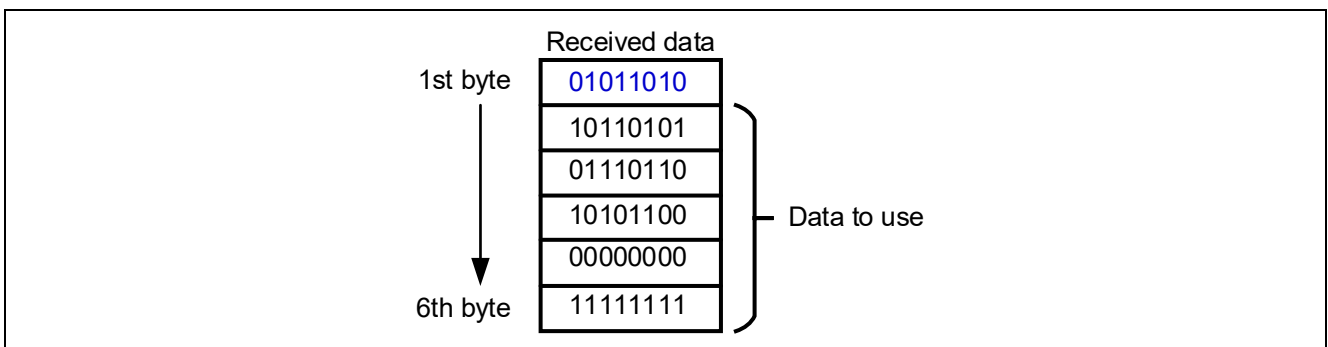 Received data
1st byte 01011010
10110101
01110110
10101100
Data to use
00000000
6th byte 11111111